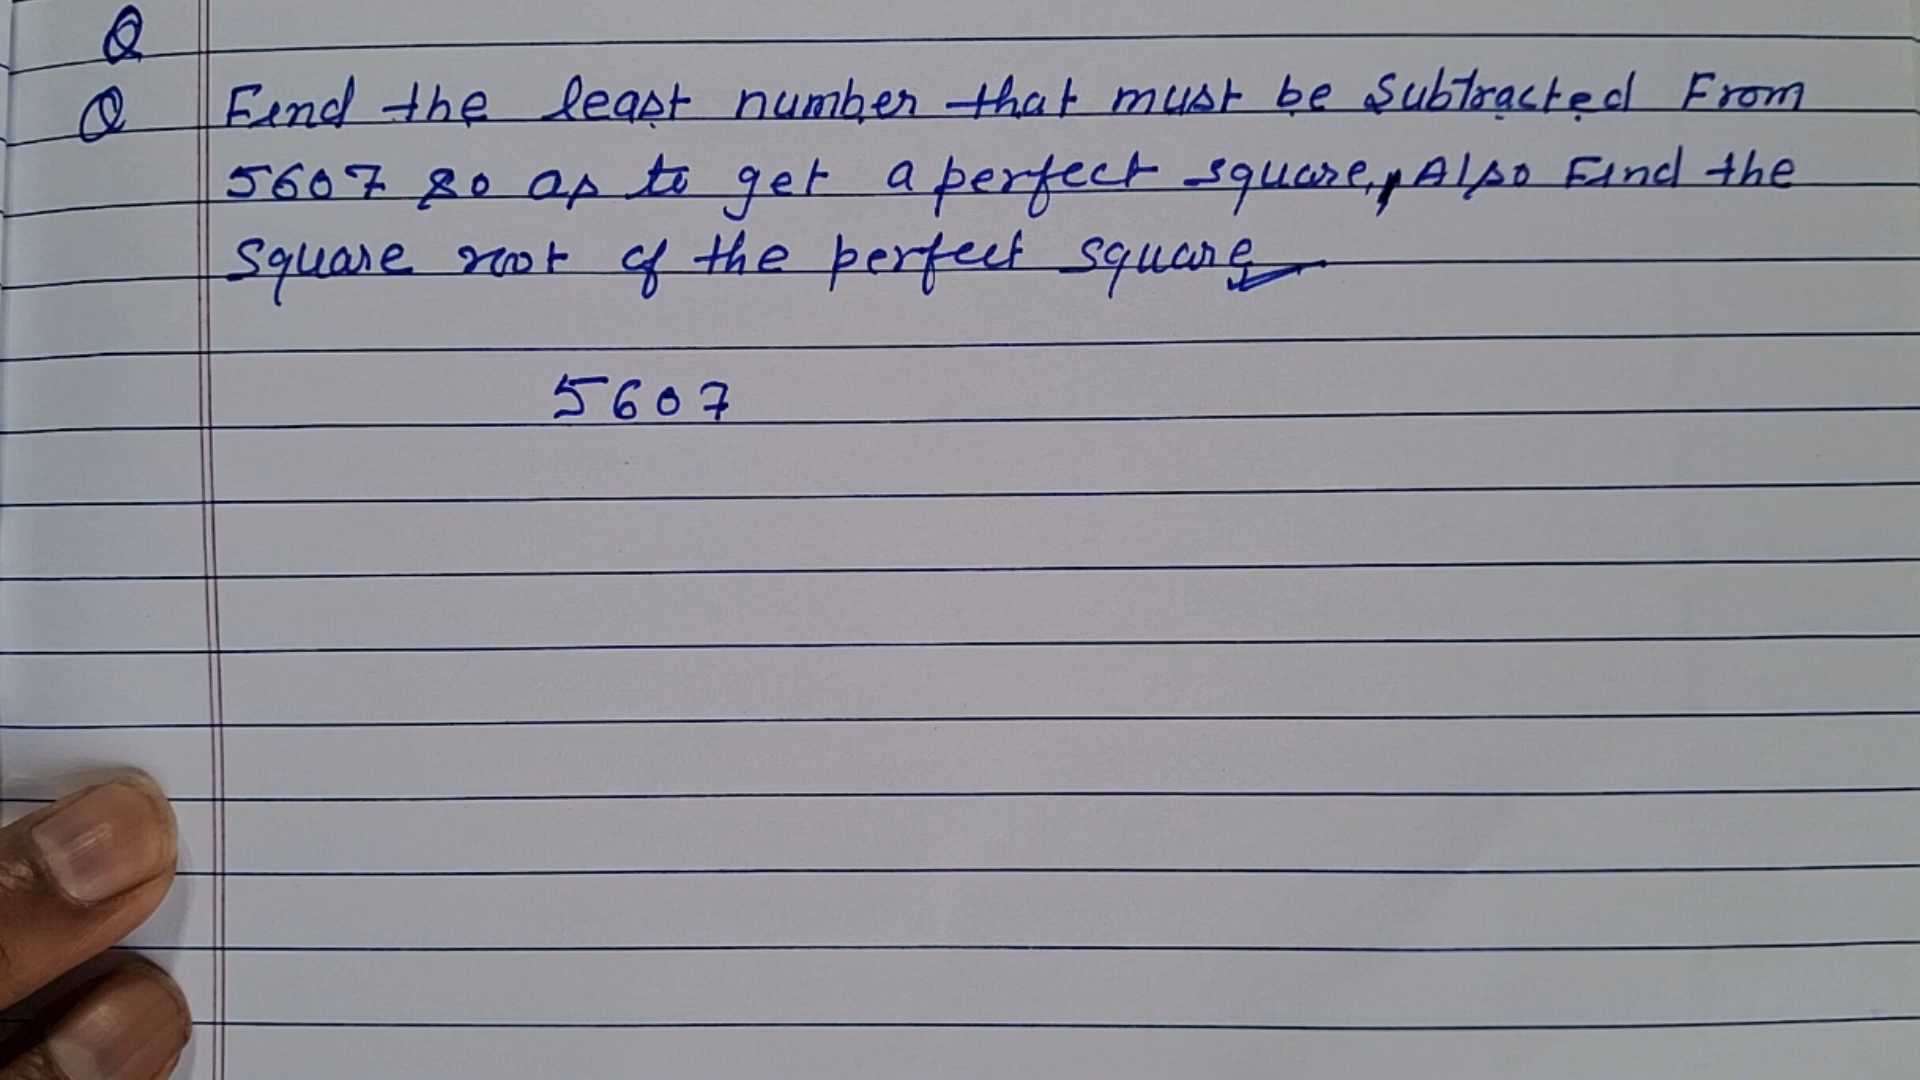 Q
Q Find the least number that must be subtracted From
5607 so as to get a perfect square, Also Find the
square root of the perfect square
5607